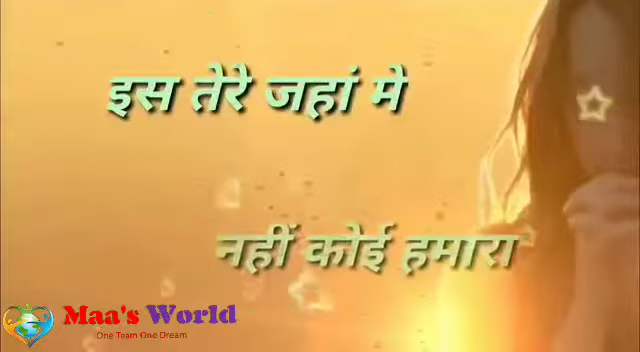 इस तेरे जहां मे
नहीं कोई हमारा
Maa's World
One Team One Dream